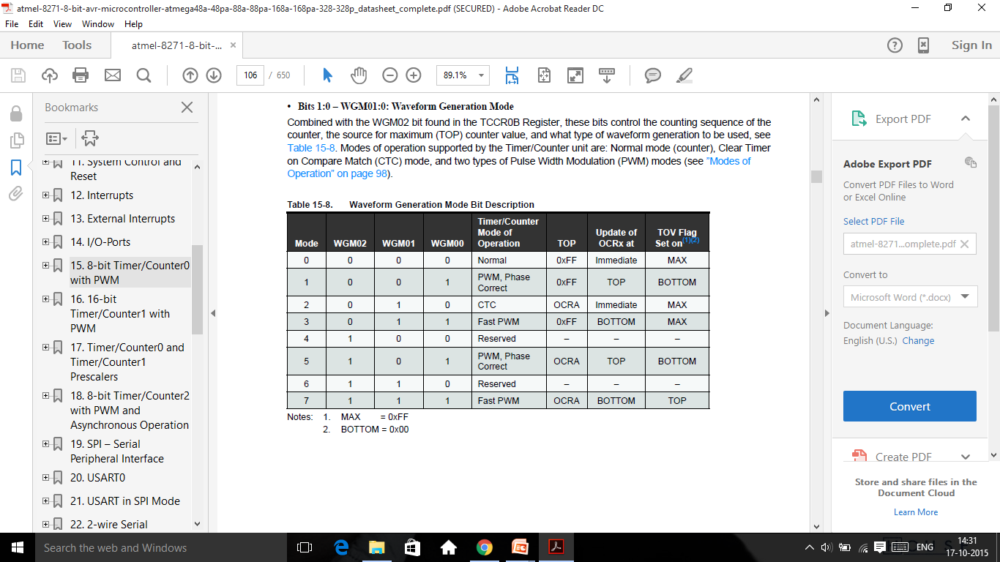 atmel-8271-8-bit-avr-microcontroller-atmega48a-48pa-88a-88pa-168a-168pa-328-328p_datasheet_complete.pdf (SECURED) - Adobe Acrobat Reader DC
File Edit View Window Help
Home Tools atmel-8271-8-bit-... × Sign In
106 / 650 89.1%
Bookmarks
11. System Control and
Reset
12. Interrupts
13. External Interrupts
14. I/O-Ports
15. 8-bit Timer/Counter0
with PWM
16. 16-bit
Timer/Counter1 with
PWM
17. Timer/Counter0 and
Timer/Counter1
Prescalers
18. 8-bit Timer/Counter2
with PWM and
Asynchronous Operation
19. SPI – Serial
Peripheral Interface
20. USART0
21. USART in SPI Mode
22. 2-wire Serial
• Bits 1:0 – WGM01:0: Waveform Generation Mode
Combined with the WGM02 bit found in the TCCR0B Register, these bits control the counting sequence of the
counter, the source for maximum (TOP) counter value, and what type of waveform generation to be used, see
Table 15-8. Modes of operation supported by the Timer/Counter unit are: Normal mode (counter), Clear Timer
on Compare Match (CTC) mode, and two types of Pulse Width Modulation (PWM) modes (see ”Modes of
Operation” on page 98).
Table 15-8. Waveform Generation Mode Bit Description
Mode WGM02 WGM01 WGM00 Timer/Counter Mode of Operation TOP Update of OCRx at TOV Flag Set on(1)(2)
0 0 0 0 Normal 0xFF Immediate MAX
1 0 0 1 PWM, Phase Correct 0xFF TOP BOTTOM
2 0 1 0 CTC OCRA Immediate MAX
3 0 1 1 Fast PWM 0xFF BOTTOM MAX
4 1 0 0 Reserved – – –
5 1 0 1 PWM, Phase Correct OCRA TOP BOTTOM
6 1 1 0 Reserved – – –
7 1 1 1 Fast PWM OCRA BOTTOM TOP
Notes: 1. MAX = 0xFF
2. BOTTOM = 0x00
Export PDF
Adobe Export PDF
Convert PDF Files to Word
or Excel Online
Select PDF File
atmel-8271...omplete.pdf ×
Convert to
Microsoft Word (*.docx)
Document Language:
English (U.S.) Change
Convert
Create PDF
Store and share files in the
Document Cloud
Learn More
Search the web and Windows
ENG
14:31
17-10-2015